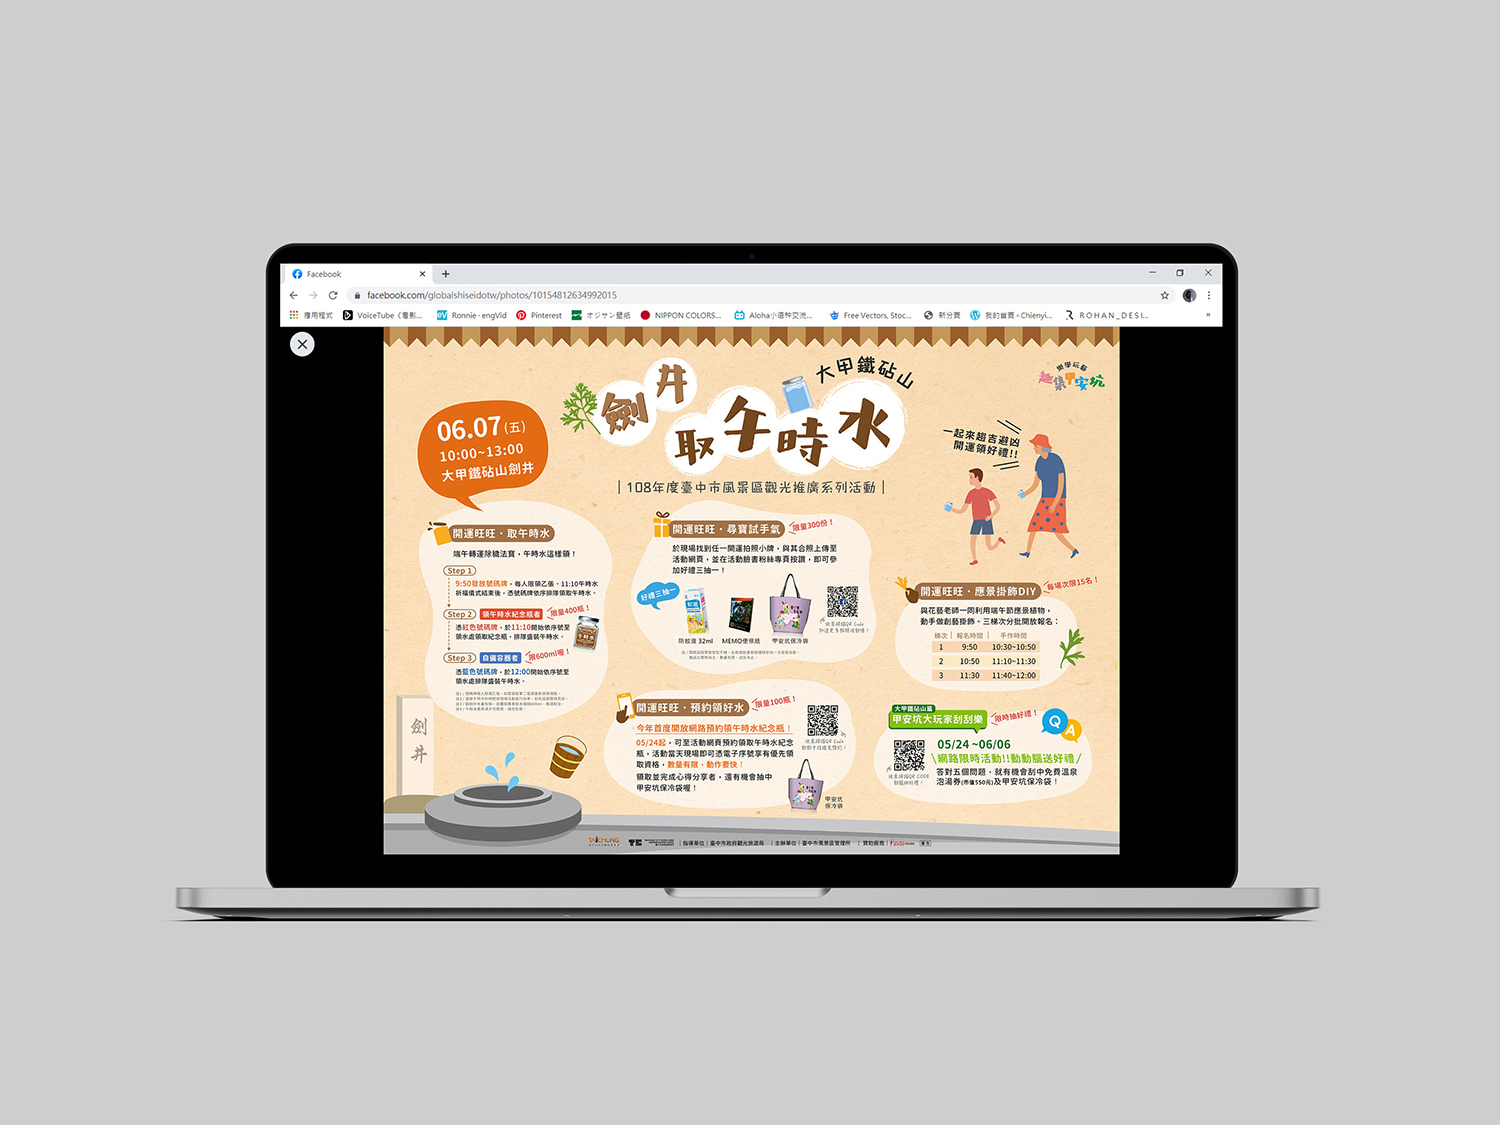 Facebook
facebook.com/globalshiseidotw/photos/10154812634992015
應用程式
VoiceTube《看影...
Ronnie - engVid
Pinterest
オジサン壁紙
NIPPON COLORS...
Aloha小语种交流...
Free Vectors, Stoc...
新分頁
我的首頁 ‹ Chienyi...
R O H A N _ D E S I...
大甲鐵砧山
劍井
取午時水
108年度臺中市風景區觀光推廣系列活動
樂學玩藝
趣袋甲安坑
06.07(五)
10:00~13:00
大甲鐵砧山劍井
一起來趨吉避凶
開運領好禮!!
開運旺旺・取午時水
端午轉運除穢法寶，午時水這樣領！
Step 1
9:50發放號碼牌，每人限領乙張。11:10午時水
祈福儀式結束後，憑號碼牌依序排隊領取午時水。
Step 2 領午時水紀念瓶者 限量400瓶！
憑紅色號碼牌，於11:10開始依序號至
領水處領取紀念瓶，排隊盛裝午時水。
Step 3 自備容器者 限600ml喔！
憑藍色號碼牌，於12:00開始依序號至
領水處排隊盛裝午時水。
午時水
劍井
開運旺旺・尋寶試手氣 限量300份！
於現場找到任一開運拍照小牌，與其合照上傳至
活動網頁，並在活動臉書粉絲專頁按讚，即可參
加好禮三抽一！
好禮三抽一
防蚊液 32ml
MEMO便條紙
甲安坑保冷袋
開運旺旺・預約領好水 限量100瓶！
今年首度開放網路預約領午時水紀念瓶！
05/24起，可至活動網頁預約領取午時水紀念
瓶，活動當天現場即可憑電子序號享有優先領
取資格，數量有限，動作要快！
領取並完成心得分享者，還有機會抽中
甲安坑保冷袋喔！
甲安坑
保冷袋
開運旺旺・應景掛飾DIY 每場次限15名！
與花藝老師一同利用端午節應景植物，
動手做創藝掛飾。三梯次分批開放報名：
梯次 | 報名時間 | 手作時間
1 9:50 10:30~10:50
2 10:50 11:10~11:30
3 11:30 11:40~12:00
大甲鐵砧山篇
甲安坑大玩家刮刮樂 限時抽好禮！
Q A
05/24 ~06/06
\網路限時活動!!動動腦送好禮/
答對五個問題，就有機會刮中免費溫泉
泡湯券(市價550元)及甲安坑保冷袋！
TAICHUNG
指導單位 | 臺中市政府觀光旅遊局 | 主辦單位 | 臺中市風景區管理所 | 贊助廠商 |
廣告